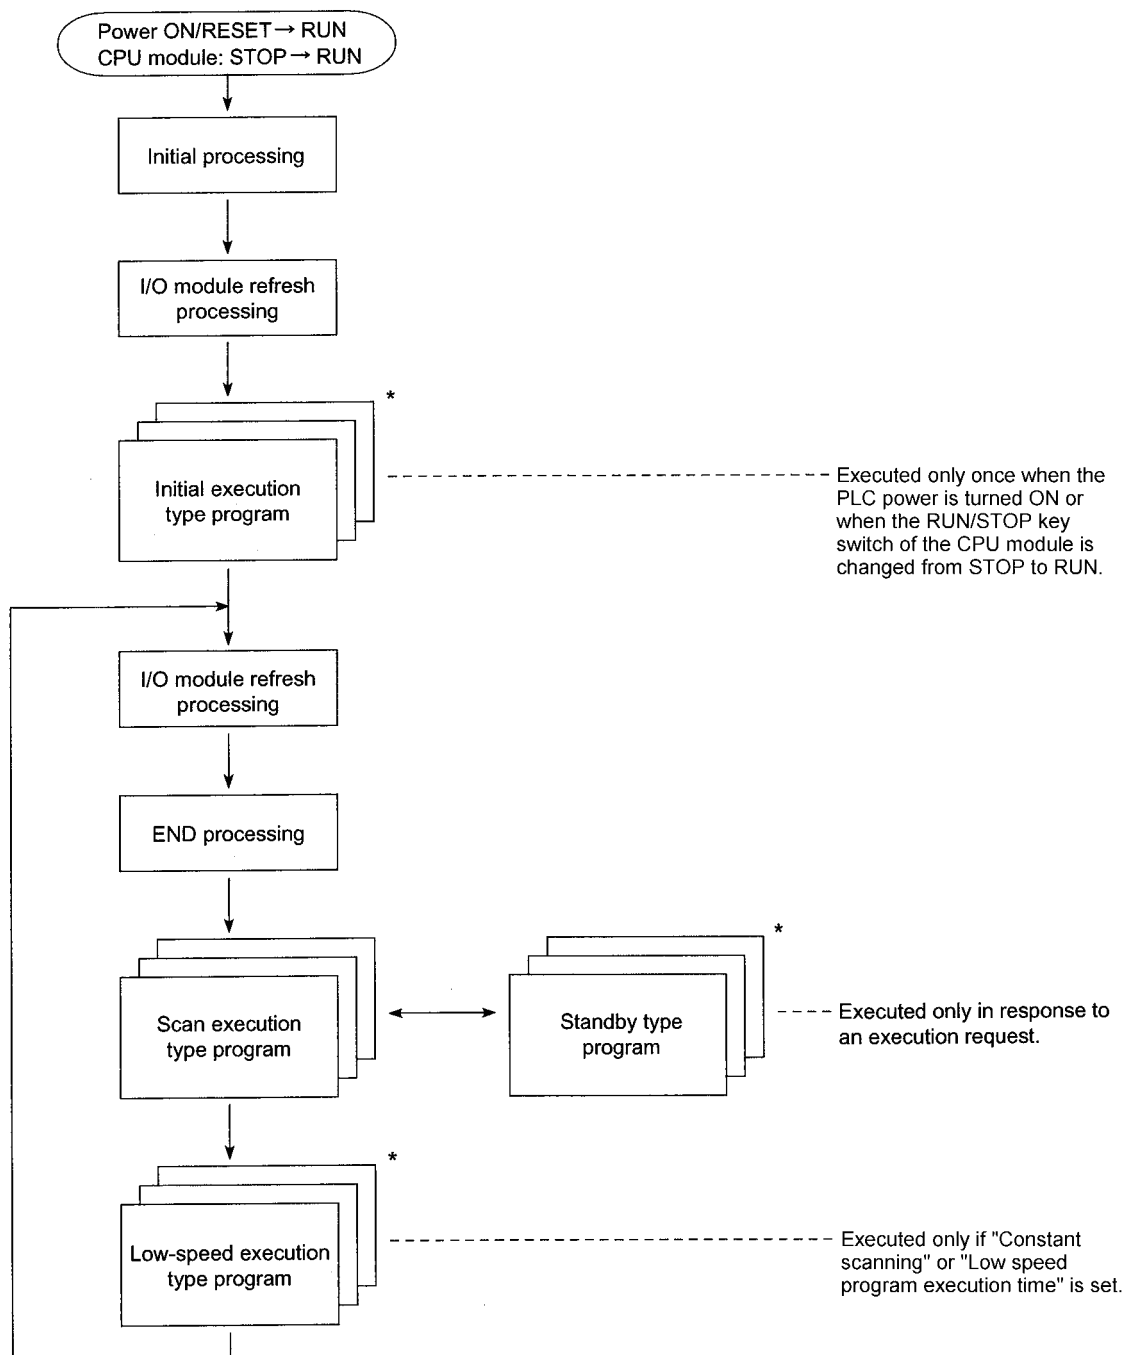 Power ON/RESET → RUN
CPU module: STOP → RUN
Initial processing
I/O module refresh
processing
*
Initial execution
type program
Executed only once when the
PLC power is turned ON or
when the RUN/STOP key
switch of the CPU module is
changed from STOP to RUN.
I/O module refresh
processing
END processing
Scan execution
type program
*
Standby type
program
Executed only in response to
an execution request.
*
Low-speed execution
type program
Executed only if "Constant
scanning" or "Low speed
program execution time" is set.